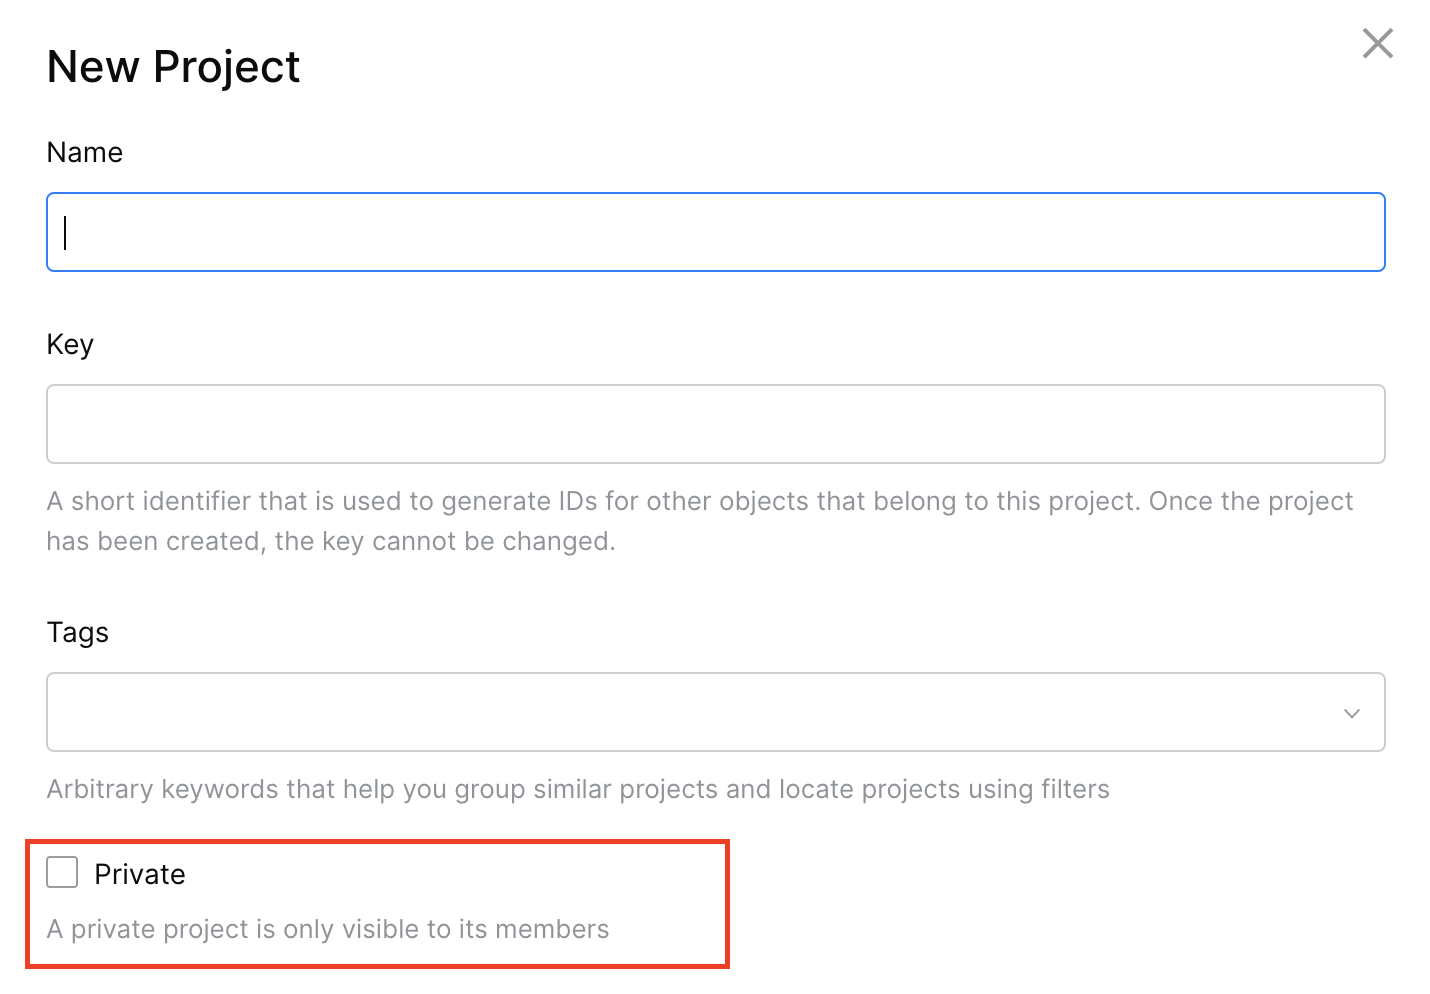 New Project
Name
Key
A short identifier that is used to generate IDs for other objects that belong to this project. Once the project
has been created, the key cannot be changed.
Tags
Arbitrary keywords that help you group similar projects and locate projects using filters
Private
A private project is only visible to its members